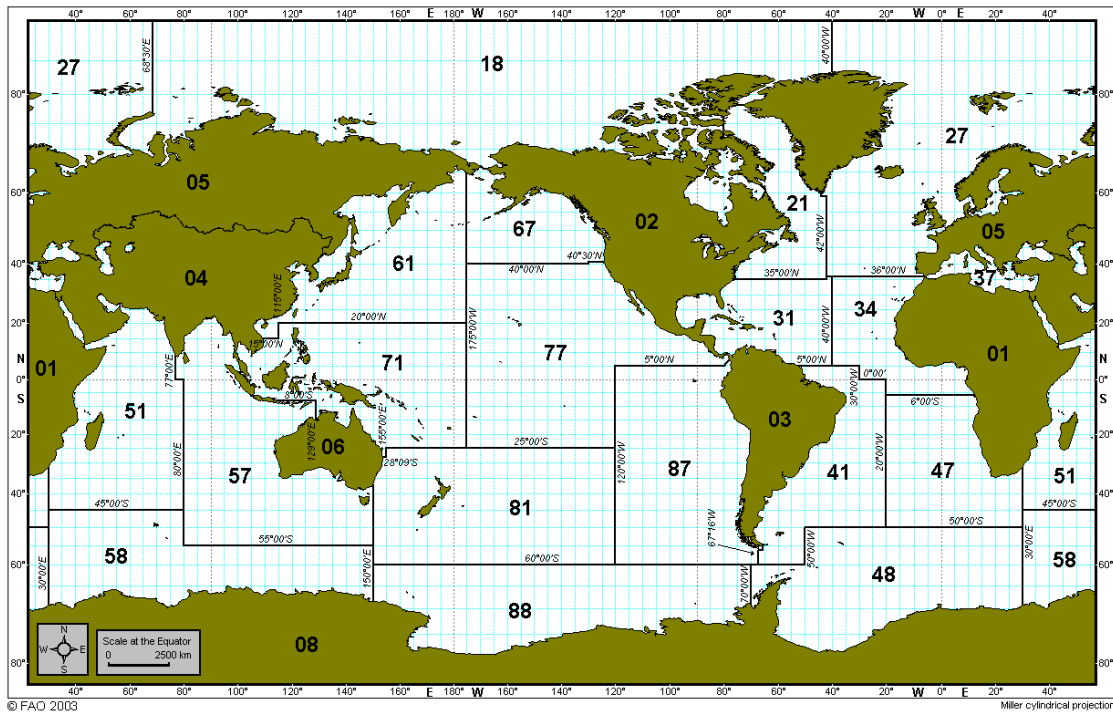 E W W E
40° 60° 80° 100° 120° 140° 160° 180° 160° 140° 120° 100° 80° 60° 40° 20° 0° 20° 40°
27
68°30'E
18
40°00'W
80° 80°
27
60° 60°
05
02
21
42°00'W
05
67
40°30'N
40° 40°
04
61
40°00'N
35°00'N
36°00'N
37
115°00'E
34
31
40°00'W
20° 20°
20°00'N
175°00'W
15°00'N
N N
01
77°00'E
71
77
5°00'N
5°00'N
01
0° 0°
0°00'
30°00'W
S S
8°00'S
6°00'S
51
03
20° 20°
155°00'E
129°00'E
06
80°00'E
25°00'S
28°09'S
120°00'W
20°00'W
57
87
41
47
51
40° 40°
45°00'S
45°00'S
81
50°00'S
67°16'W
58
55°00'S
60°00'S
50°00'W
30°00'E
58
60° 60°
30°00'E
150°00'E
70°00'W
48
88
08
N
W E
S
Scale at the Equator
0 2500 km
80° 80°
40° 60° 80° 100° 120° 140° 160° 180° 160° 140° 120° 100° 80° 60° 40° 20° 0° 20° 40°
E W W E
© FAO 2003
Miller cylindrical projection